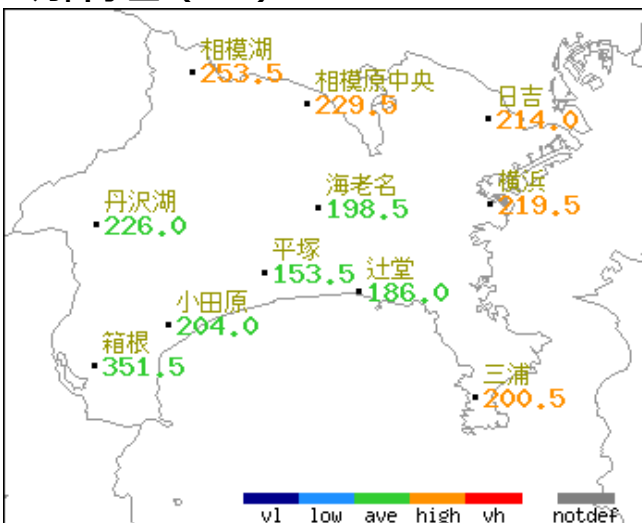 相模湖
253.5
相模原中央
229.5
日吉
214.0
海老名
198.5
横浜
219.5
丹沢湖
226.0
平塚
153.5
辻堂
186.0
小田原
204.0
箱根
351.5
三浦
200.5
vl low ave high vh notdef